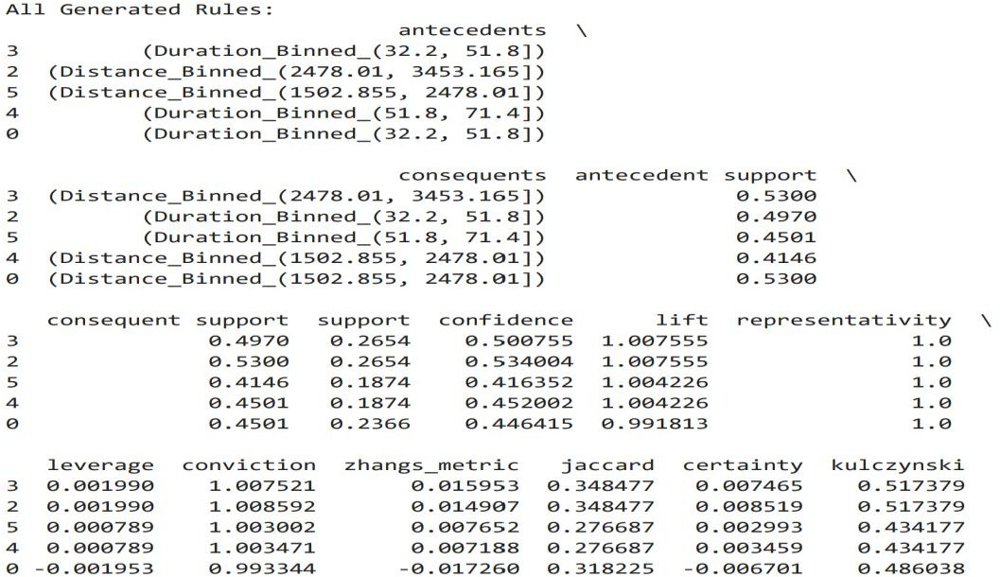 All Generated Rules:
antecedents \
3 (Duration_Binned_(32.2, 51.8])
2 (Distance_Binned_(2478.01, 3453.165])
5 (Distance_Binned_(1502.855, 2478.01])
4 (Duration_Binned_(51.8, 71.4])
0 (Duration_Binned_(32.2, 51.8])
consequents antecedent support \
3 (Distance_Binned_(2478.01, 3453.165]) 0.5300
2 (Duration_Binned_(32.2, 51.8]) 0.4970
5 (Duration_Binned_(51.8, 71.4]) 0.4501
4 (Distance_Binned_(1502.855, 2478.01]) 0.4146
0 (Distance_Binned_(1502.855, 2478.01]) 0.5300
consequent support support confidence lift representativity \
3 0.4970 0.2654 0.500755 1.007555 1.0
2 0.5300 0.2654 0.534004 1.007555 1.0
5 0.4146 0.1874 0.416352 1.004226 1.0
4 0.4501 0.1874 0.452002 1.004226 1.0
0 0.4501 0.2366 0.446415 0.991813 1.0
leverage conviction zhangs_metric jaccard certainty kulczynski
3 0.001990 1.007521 0.015953 0.348477 0.007465 0.517379
2 0.001990 1.008592 0.014907 0.348477 0.008519 0.517379
5 0.000789 1.003002 0.007652 0.276687 0.002993 0.434177
4 0.000789 1.003471 0.007188 0.276687 0.003459 0.434177
0 -0.001953 0.993344 -0.017260 0.318225 -0.006701 0.486038